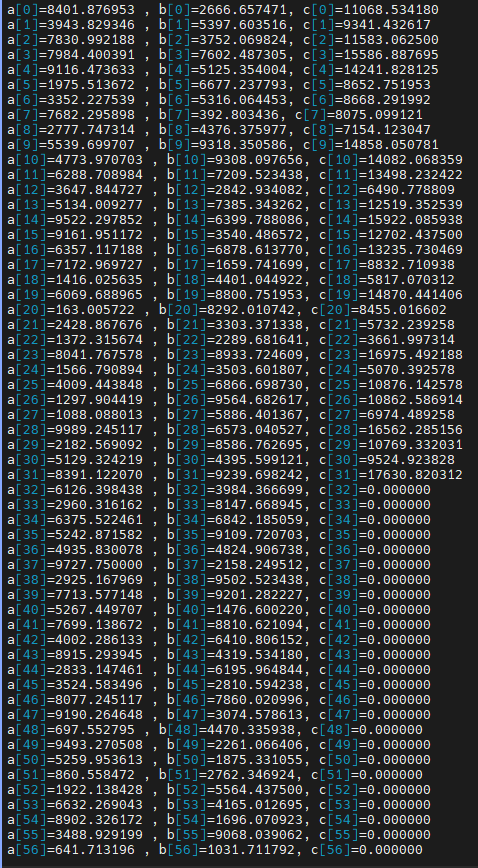 a[0]=8401.876953 , b[0]=2666.657471, c[0]=11068.534180
a[1]=3943.829346 , b[1]=5397.603516, c[1]=9341.432617
a[2]=7830.992188 , b[2]=3752.069824, c[2]=11583.062500
a[3]=7984.400391 , b[3]=7602.487305, c[3]=15586.887695
a[4]=9116.473633 , b[4]=5125.354004, c[4]=14241.828125
a[5]=1975.513672 , b[5]=6677.237793, c[5]=8652.751953
a[6]=3352.227539 , b[6]=5316.064453, c[6]=8668.291992
a[7]=7682.295898 , b[7]=392.803436, c[7]=8075.099121
a[8]=2777.747314 , b[8]=4376.375977, c[8]=7154.123047
a[9]=5539.699707 , b[9]=9318.350586, c[9]=14858.050781
a[10]=4773.970703 , b[10]=9308.097656, c[10]=14082.068359
a[11]=6288.708984 , b[11]=7209.523438, c[11]=13498.232422
a[12]=3647.844727 , b[12]=2842.934082, c[12]=6490.778809
a[13]=5134.009277 , b[13]=7385.343262, c[13]=12519.352539
a[14]=9522.297852 , b[14]=6399.788086, c[14]=15922.085938
a[15]=9161.951172 , b[15]=3540.486572, c[15]=12702.437500
a[16]=6357.117188 , b[16]=6878.613770, c[16]=13235.730469
a[17]=7172.969727 , b[17]=1659.741699, c[17]=8832.710938
a[18]=1416.025635 , b[18]=4401.044922, c[18]=5817.070312
a[19]=6069.688965 , b[19]=8800.751953, c[19]=14870.441406
a[20]=163.005722 , b[20]=8292.010742, c[20]=8455.016602
a[21]=2428.867676 , b[21]=3303.371338, c[21]=5732.239258
a[22]=1372.315674 , b[22]=2289.681641, c[22]=3661.997314
a[23]=8041.767578 , b[23]=8933.724609, c[23]=16975.492188
a[24]=1566.790894 , b[24]=3503.601807, c[24]=5070.392578
a[25]=4009.443848 , b[25]=6866.698730, c[25]=10876.142578
a[26]=1297.904419 , b[26]=9564.682617, c[26]=10862.586914
a[27]=1088.088013 , b[27]=5886.401367, c[27]=6974.489258
a[28]=9989.245117 , b[28]=6573.040527, c[28]=16562.285156
a[29]=2182.569092 , b[29]=8586.762695, c[29]=10769.332031
a[30]=5129.324219 , b[30]=4395.599121, c[30]=9524.923828
a[31]=8391.122070 , b[31]=9239.698242, c[31]=17630.820312
a[32]=6126.398438 , b[32]=3984.366699, c[32]=0.000000
a[33]=2960.316162 , b[33]=8147.668945, c[33]=0.000000
a[34]=6375.522461 , b[34]=6842.185059, c[34]=0.000000
a[35]=5242.871582 , b[35]=9109.720703, c[35]=0.000000
a[36]=4935.830078 , b[36]=4824.906738, c[36]=0.000000
a[37]=9727.750000 , b[37]=2158.249512, c[37]=0.000000
a[38]=2925.167969 , b[38]=9502.523438, c[38]=0.000000
a[39]=7713.577148 , b[39]=9201.282227, c[39]=0.000000
a[40]=5267.449707 , b[40]=1476.600220, c[40]=0.000000
a[41]=7699.138672 , b[41]=8810.621094, c[41]=0.000000
a[42]=4002.286133 , b[42]=6410.806152, c[42]=0.000000
a[43]=8915.293945 , b[43]=4319.534180, c[43]=0.000000
a[44]=2833.147461 , b[44]=6195.964844, c[44]=0.000000
a[45]=3524.583496 , b[45]=2810.594238, c[45]=0.000000
a[46]=8077.245117 , b[46]=7860.020996, c[46]=0.000000
a[47]=9190.264648 , b[47]=3074.578613, c[47]=0.000000
a[48]=697.552795 , b[48]=4470.335938, c[48]=0.000000
a[49]=9493.270508 , b[49]=2261.066406, c[49]=0.000000
a[50]=5259.953613 , b[50]=1875.331055, c[50]=0.000000
a[51]=860.558472 , b[51]=2762.346924, c[51]=0.000000
a[52]=1922.138428 , b[52]=5564.437500, c[52]=0.000000
a[53]=6632.269043 , b[53]=4165.012695, c[53]=0.000000
a[54]=8902.326172 , b[54]=1696.070923, c[54]=0.000000
a[55]=3488.929199 , b[55]=9068.039062, c[55]=0.000000
a[56]=641.713196 , b[56]=1031.711792, c[56]=0.000000